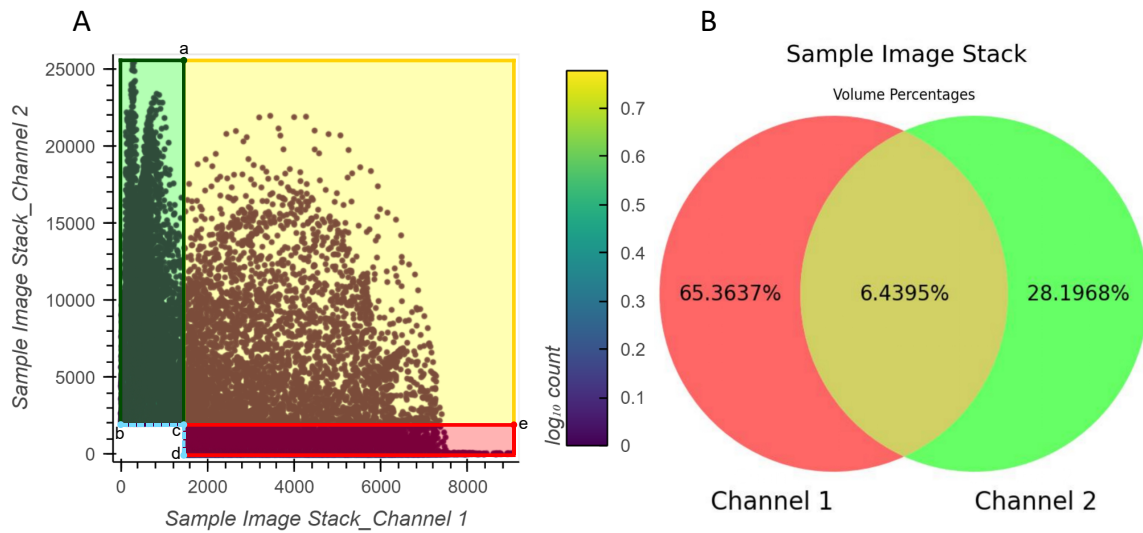 A
B
a
b
c
d
e
25000
20000
15000
10000
5000
0
Sample Image Stack_Channel 2
0
2000
4000
6000
8000
Sample Image Stack_Channel 1
0.7
0.6
0.5
0.4
0.3
0.2
0.1
0
log₁₀ count
Sample Image Stack
Volume Percentages
65.3637%
6.4395%
28.1968%
Channel 1
Channel 2